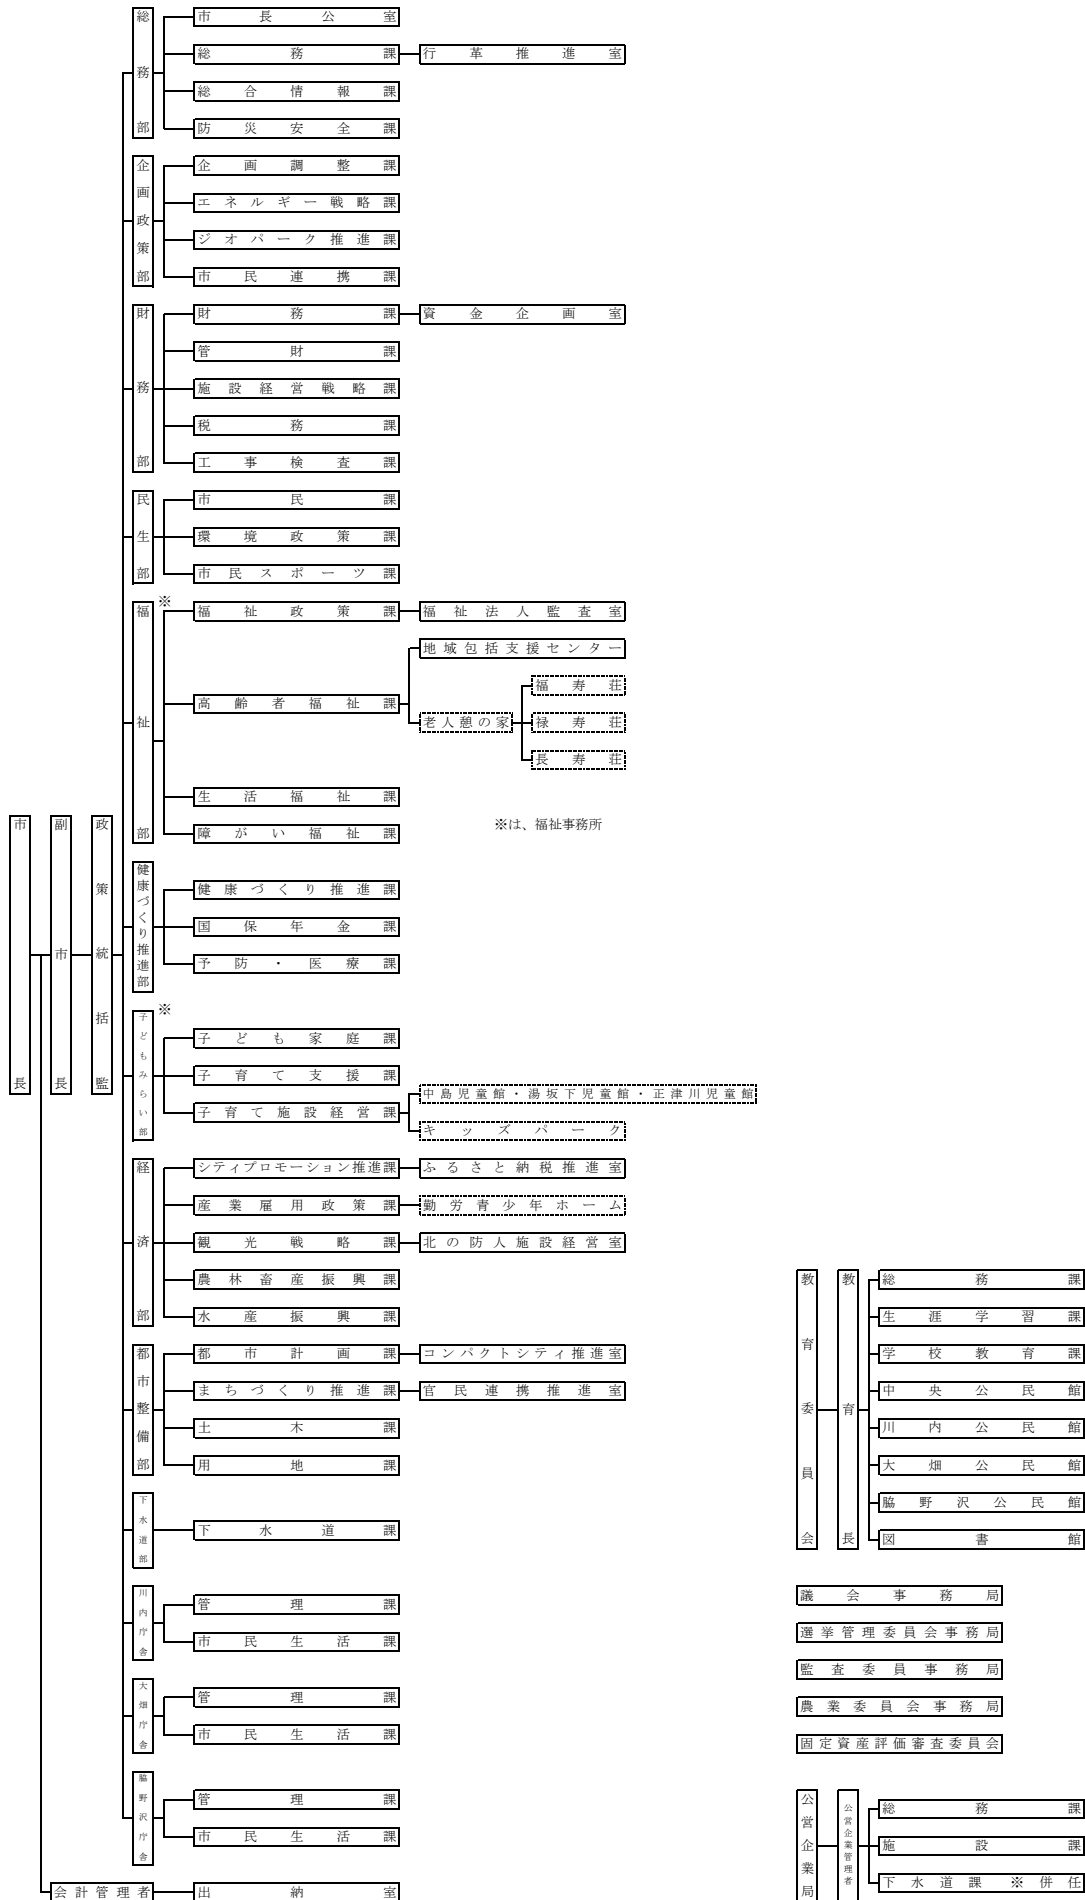 市長
副市長
政策統括監
総務部
市長公室
総務課
行革推進室
総合情報課
防災安全課
企画政策部
企画調整課
エネルギー戦略課
ジオパーク推進課
市民連携課
財務部
財務課
資金企画室
管財課
施設経営戦略課
税務課
工事検査課
民生部
市民課
環境政策課
市民スポーツ課
福祉部
※
福祉政策課
福祉法人監査室
高齢者福祉課
地域包括支援センター
老人憩の家
福寿荘
禄寿荘
長寿荘
生活福祉課
障がい福祉課
※は、福祉事務所
健康づくり推進部
健康づくり推進課
国保年金課
予防・医療課
子どもみらい部
※
子ども家庭課
子育て支援課
子育て施設経営課
中島児童館・湯坂下児童館・正津川児童館
キッズパーク
経済部
シティプロモーション推進課
ふるさと納税推進室
産業雇用政策課
勤労青少年ホーム
観光戦略課
北の防人施設経営室
農林畜産振興課
水産振興課
都市整備部
都市計画課
コンパクトシティ推進室
まちづくり推進課
官民連携推進室
土木課
用地課
下水道部
下水道課
川内庁舎
管理課
市民生活課
大畑庁舎
管理課
市民生活課
脇野沢庁舎
管理課
市民生活課
会計管理者
出納室
教育委員会
教育長
総務課
生涯学習課
学校教育課
中央公民館
川内公民館
大畑公民館
脇野沢公民館
図書館
議会事務局
選挙管理委員会事務局
監査委員事務局
農業委員会事務局
固定資産評価審査委員会
公営企業局
公営企業管理者
総務課
施設課
下水道課 ※併任